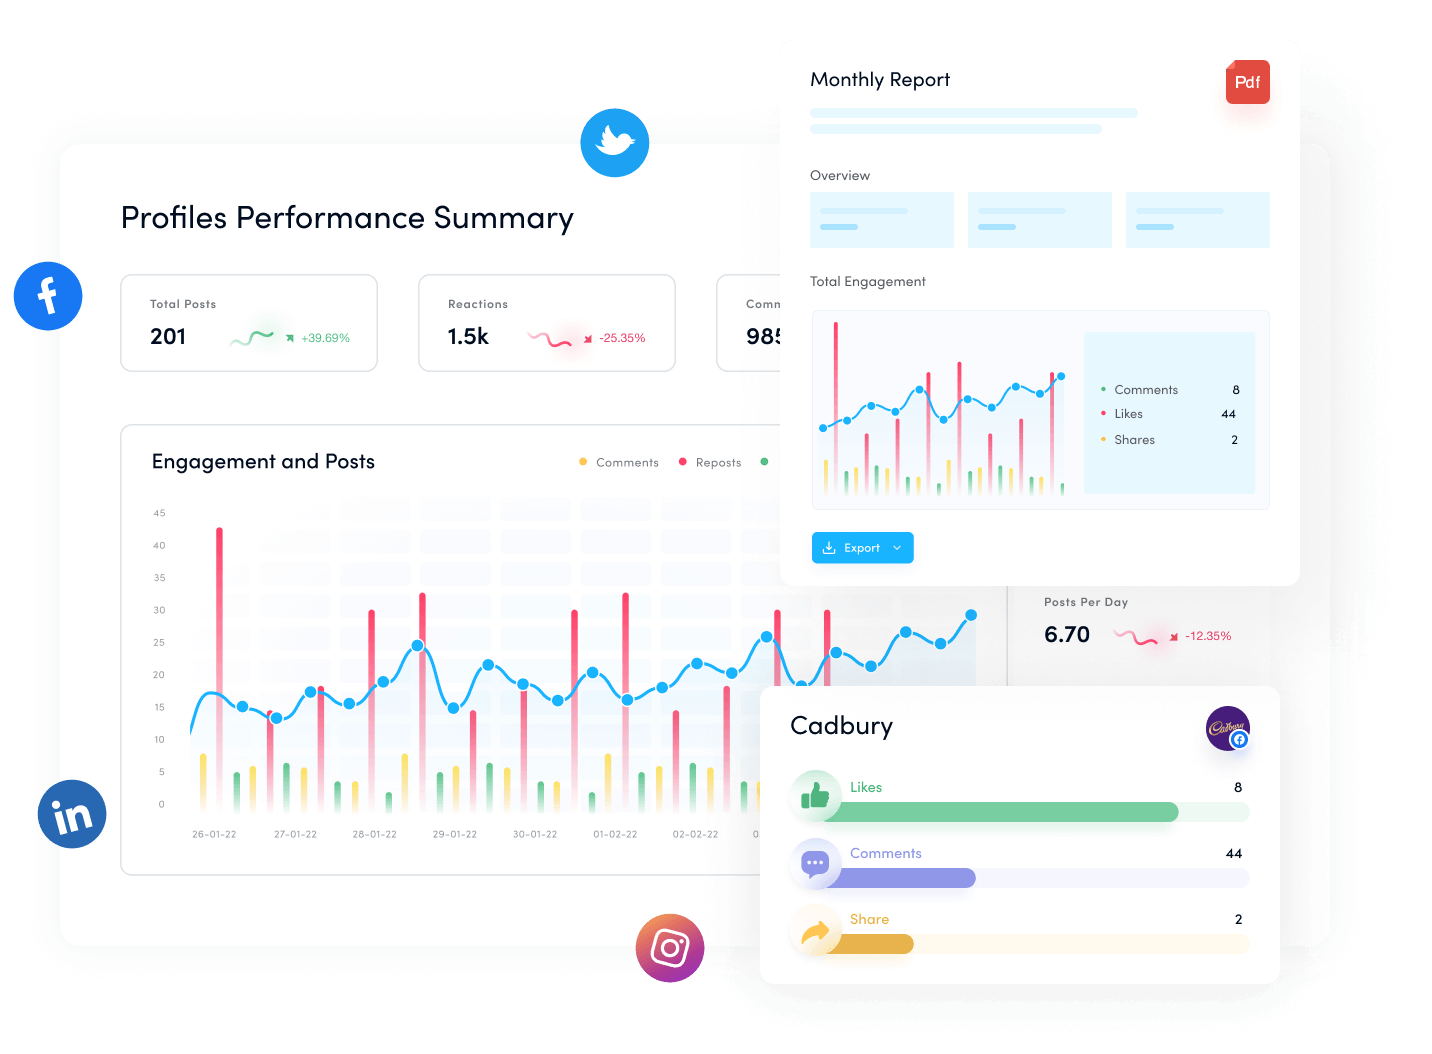 Monthly Report
Pdf
Overview
Total Engagement
Comments 8
Likes 44
Shares 2
Export
Profiles Performance Summary
Total Posts
201 +39.69%
Reactions
1.5k -25.35%
Comm
985
Engagement and Posts
Comments Reposts
45
40
35
30
25
20
15
10
5
0
26-01-22 27-01-22 28-01-22 29-01-22 30-01-22 01-02-22 02-02-22 0
Posts Per Day
6.70 -12.35%
Cadbury
Cadbury
Likes 8
Comments 44
Share 2
in